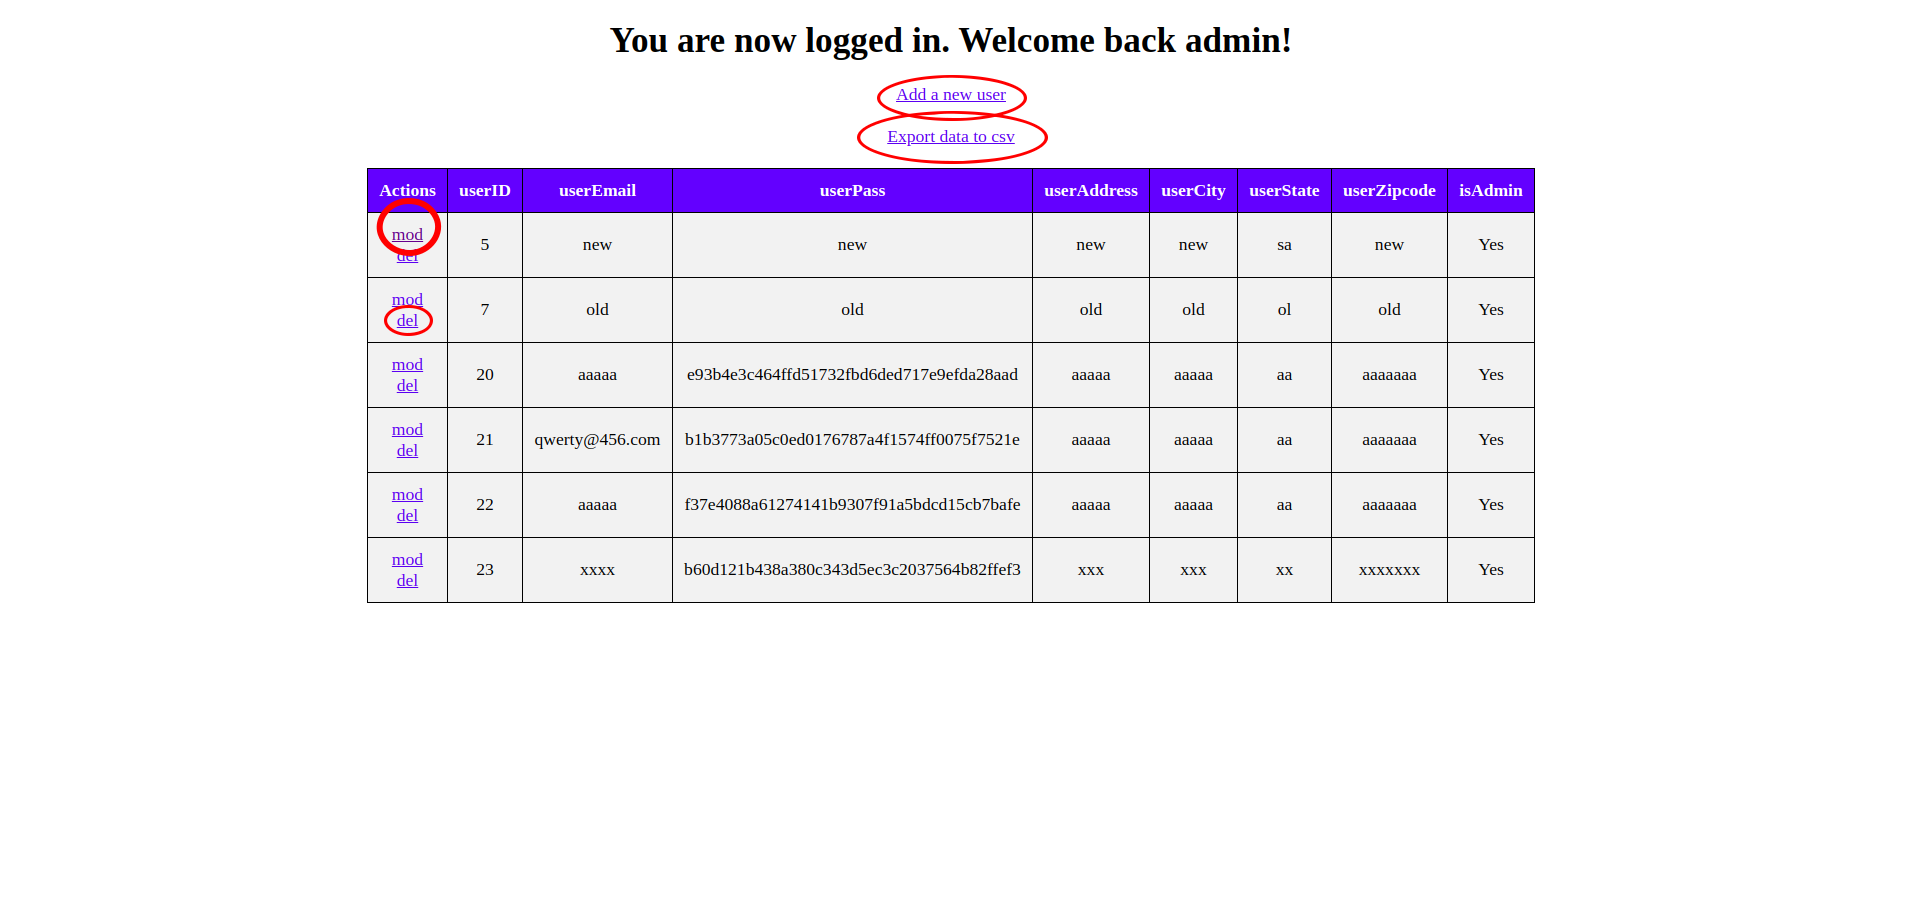 You are now logged in. Welcome back admin!
Add a new user
Export data to csv
Actions userID userEmail userPass userAddress userCity userState userZipcode isAdmin
mod
del 5 new new new new sa new Yes
mod
del 7 old old old old ol old Yes
mod
del 20 aaaaa e93b4e3c464ffd51732fbd6ded717e9efda28aad aaaaa aaaaa aa aaaaaaa Yes
mod
del 21 qwerty@456.com b1b3773a05c0ed0176787a4f1574ff0075f7521e aaaaa aaaaa aa aaaaaaa Yes
mod
del 22 aaaaa f37e4088a61274141b9307f91a5bdcd15cb7bafe aaaaa aaaaa aa aaaaaaa Yes
mod
del 23 xxxx b60d121b438a380c343d5ec3c2037564b82ffef3 xxx xxx xx xxxxxxx Yes